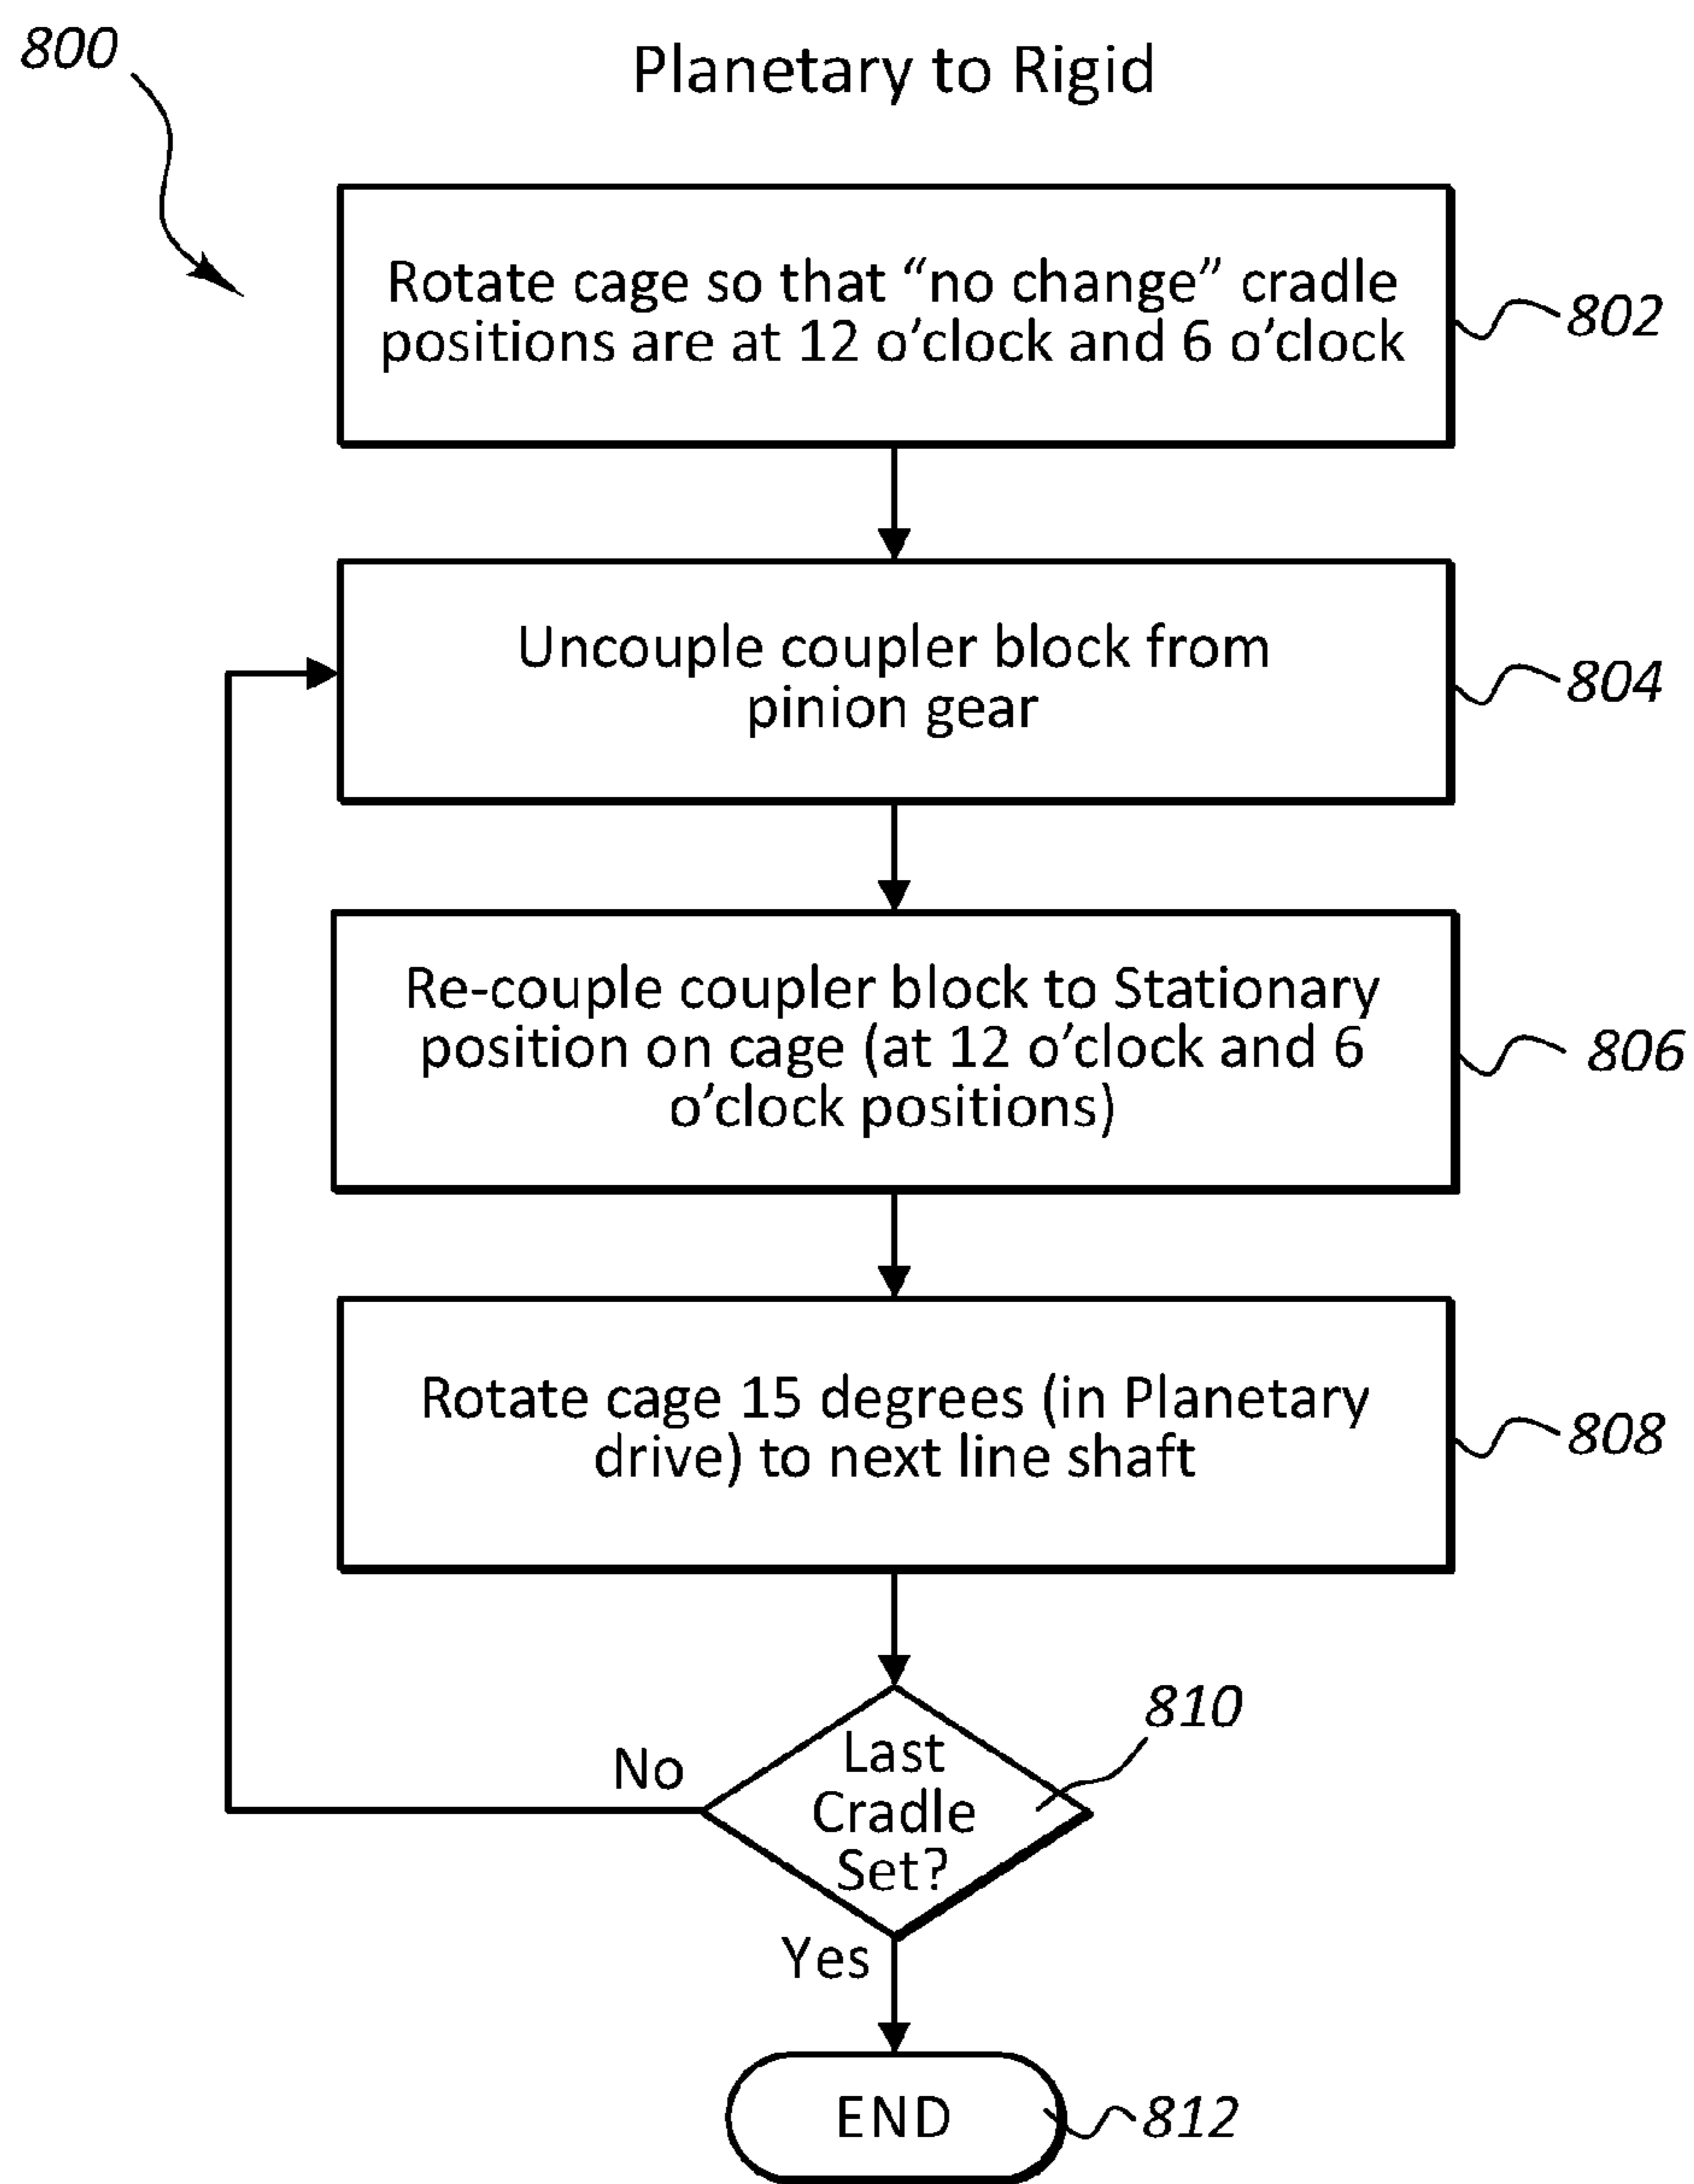 800
Planetary to Rigid
Rotate cage so that “no change” cradle
positions are at 12 o’clock and 6 o’clock
802
Uncouple coupler block from
pinion gear
804
Re-couple coupler block to Stationary
position on cage (at 12 o’clock and 6
o’clock positions)
806
Rotate cage 15 degrees (in Planetary
drive) to next line shaft
808
810
Last
Cradle
Set?
No
Yes
END
812